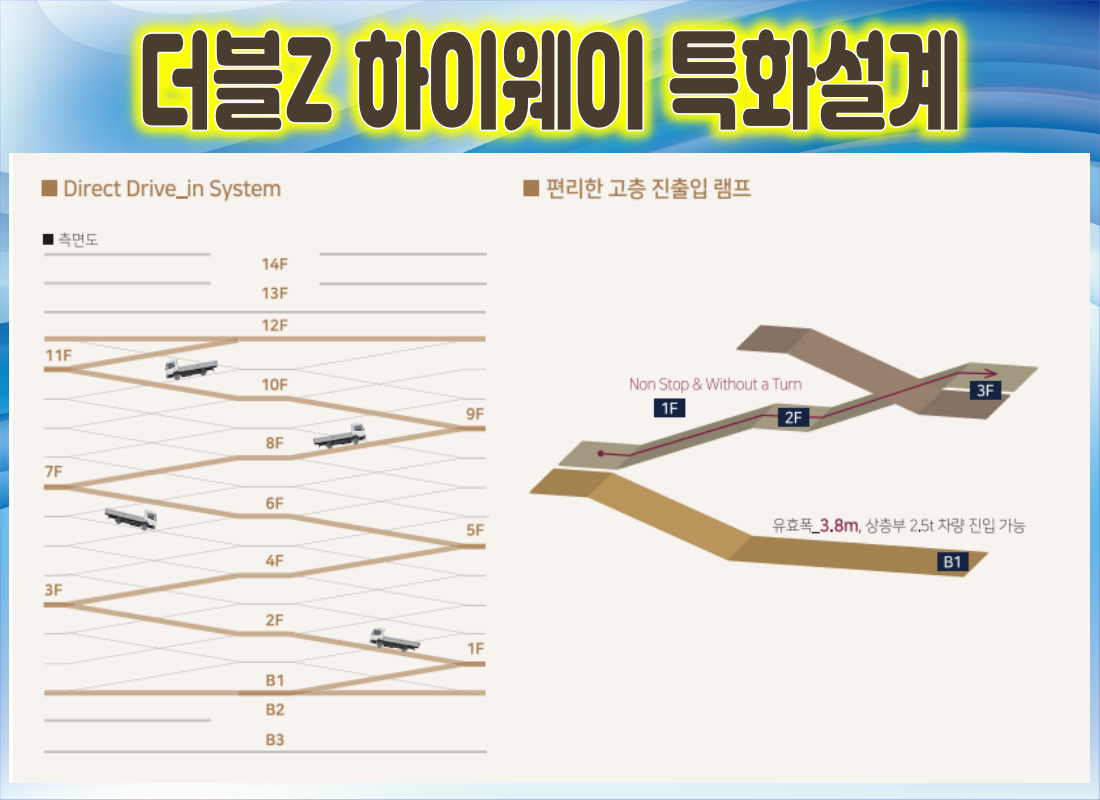 더블Z 하이웨이 특화설계
■ Direct Drive_in System
■ 측면도
14F
13F
12F
11F
10F
9F
8F
7F
6F
5F
4F
3F
2F
1F
B1
B2
B3
■ 편리한 고층 진출입 램프
Non Stop & Without a Turn
1F
2F
3F
유효폭_3.8m, 상층부 2.5t 차량 진입 가능
B1